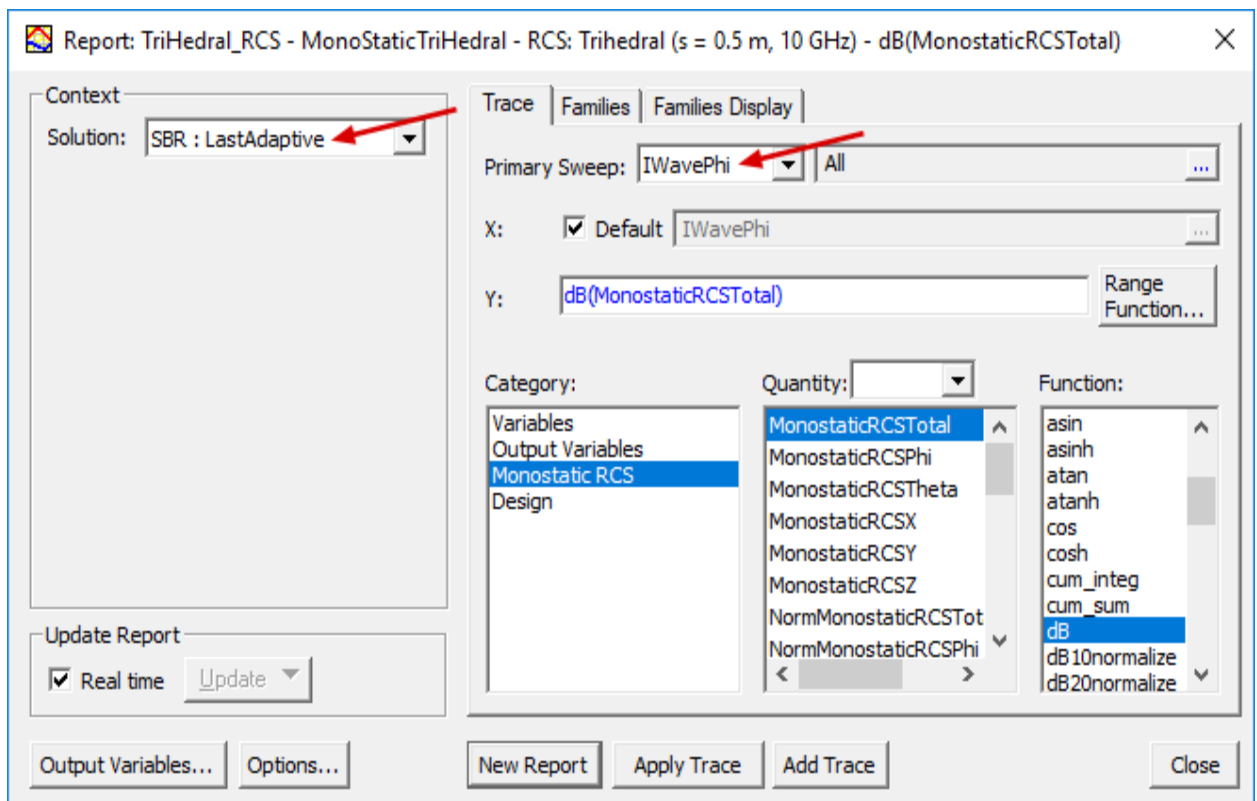 Report: TriHedral_RCS - MonoStaticTriHedral - RCS: Trihedral (s = 0.5 m, 10 GHz) - dB(MonostaticRCSTotal)
Context
Solution: SBR : LastAdaptive
Trace Families Families Display
Primary Sweep: IWavePhi All ...
X: Default IWavePhi ...
Y: dB(MonostaticRCSTotal)
Range
Function...
Category:
Variables
Output Variables
Monostatic RCS
Design
Quantity:
MonostaticRCSTotal
MonostaticRCSPhi
MonostaticRCSTheta
MonostaticRCSX
MonostaticRCSY
MonostaticRCSZ
NormMonostaticRCSTot
NormMonostaticRCSPhi
Function:
asin
asinh
atan
atanh
cos
cosh
cum_integ
cum_sum
dB
dB10normalize
dB20normalize
Update Report
Real time Update
Output Variables... Options... New Report Apply Trace Add Trace Close